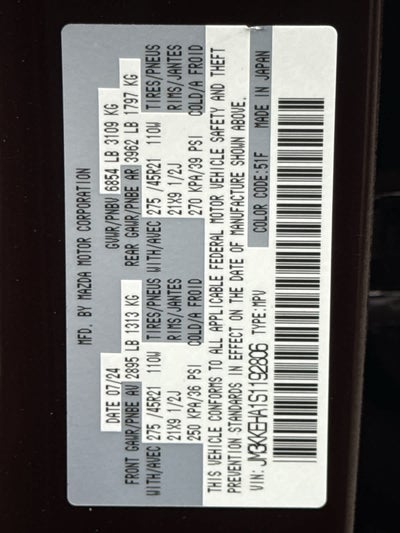 MFD. BY MAZDA MOTOR CORPORATION
DATE 07/24 GVWR/PNBV 6854 LB 3109 KG
FRONT GAWR/PNBE AV 2895 LB 1313 KG REAR GAWR/PNBE AR 3962 LB 1797 KG
WITH/AVEC 275 /45R21 110W TIRES/PNEUS WITH/AVEC 275 /45R21 110W TIRES/PNEUS
21X9 1/2J RIMS/JANTES 21X9 1/2J RIMS/JANTES
250 KPA/36 PSI COLD/A FROID 270 KPA/39 PSI COLD/A FROID
THIS VEHICLE CONFORMS TO ALL APPLICABLE FEDERAL MOTOR VEHICLE SAFETY AND THEFT
PREVENTION STANDARDS IN EFFECT ON THE DATE OF MANUFACTURE SHOWN ABOVE.
VIN: JM3KKEHA1S1192806 TYPE:MPV COLOR CODE:51F MADE IN JAPAN